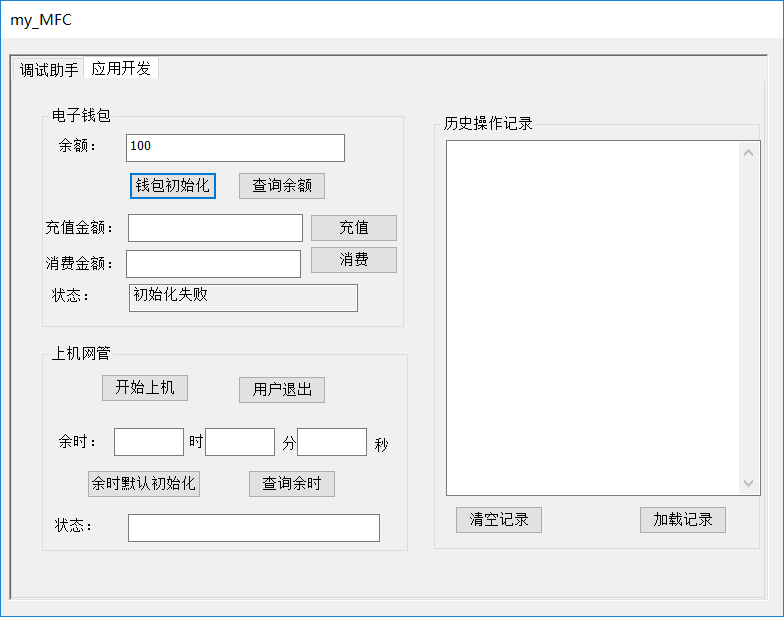 my_MFC
调试助手 应用开发
电子钱包
余额： 100
钱包初始化 查询余额
充值金额： 充值
消费金额： 消费
状态： 初始化失败
上机网管
开始上机 用户退出
余时： 时 分 秒
余时默认初始化 查询余时
状态：
历史操作记录
清空记录 加载记录